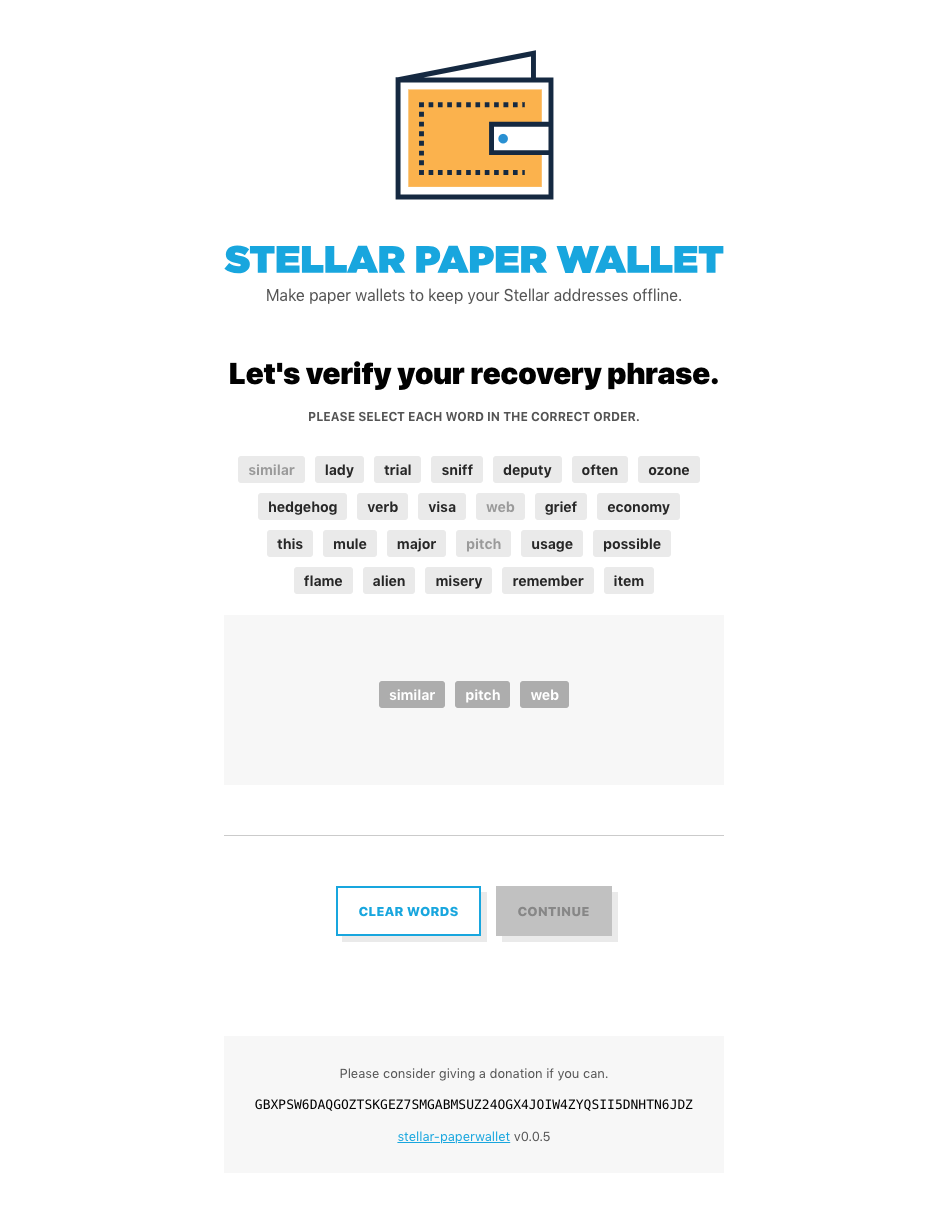 STELLAR PAPER WALLET
Make paper wallets to keep your Stellar addresses offline.
Let's verify your recovery phrase.
PLEASE SELECT EACH WORD IN THE CORRECT ORDER.
similar lady trial sniff deputy often ozone
hedgehog verb visa web grief economy
this mule major pitch usage possible
flame alien misery remember item
similar pitch web
CLEAR WORDS CONTINUE
Please consider giving a donation if you can.
GBXPSW6DAQGOZTSKGEZ7SMGABMSUZ24OGX4JOIW4ZYQSII5DNHTN6JDZ
stellar-paperwallet v0.0.5